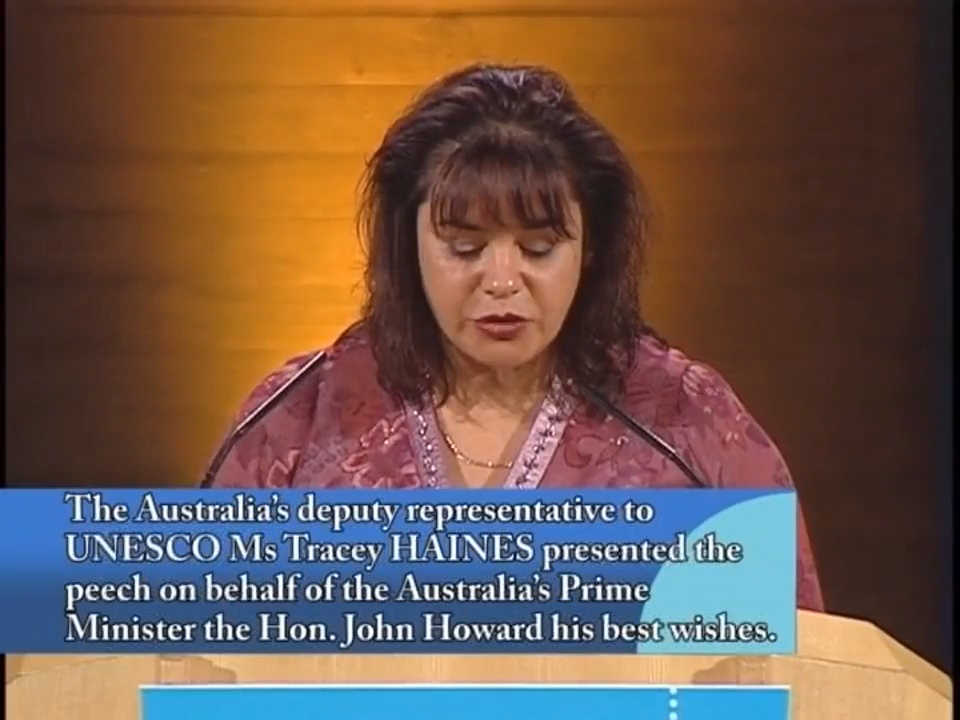 The Australia's deputy representative to
UNESCO Ms Tracey HAINES presented the
peech on behalf of the Australia's Prime
Minister the Hon. John Howard his best wishes.